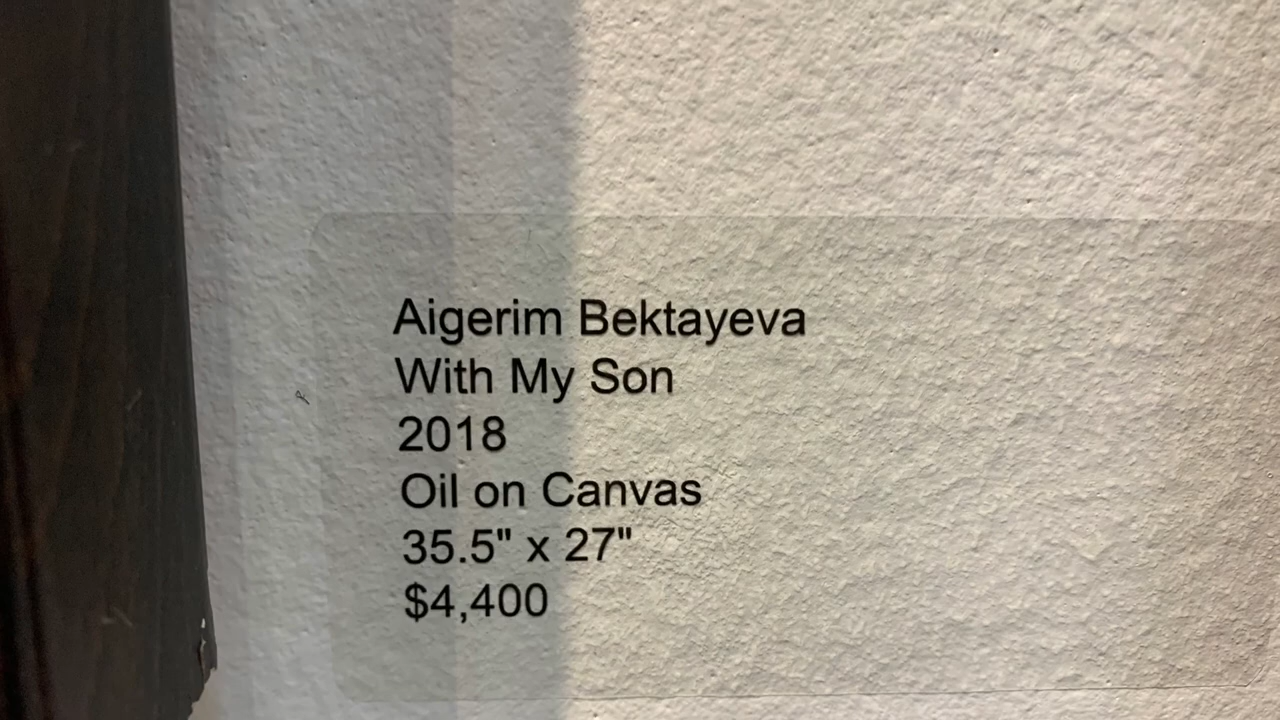 Aigerim Bektayeva
With My Son
2018
Oil on Canvas
35.5" x 27"
$4,400